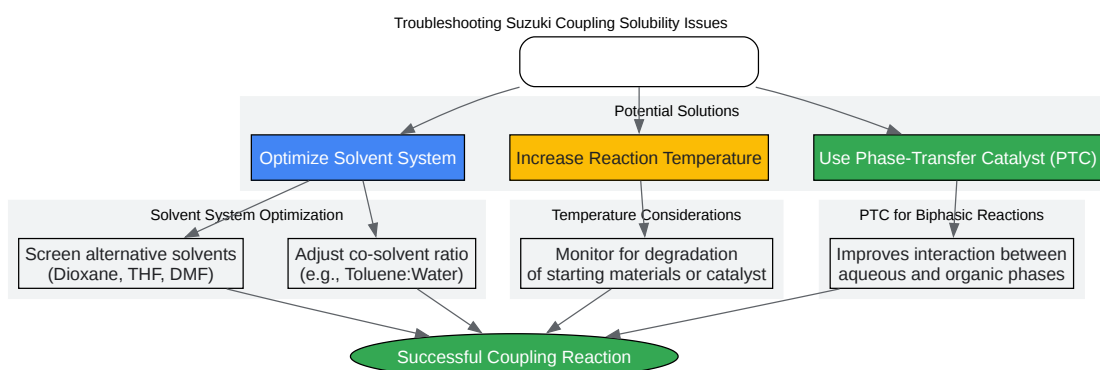 Troubleshooting Suzuki Coupling Solubility Issues
Potential Solutions
Optimize Solvent System
Increase Reaction Temperature
Use Phase-Transfer Catalyst (PTC)
Solvent System Optimization
Temperature Considerations
PTC for Biphasic Reactions
Screen alternative solvents
(Dioxane, THF, DMF)
Adjust co-solvent ratio
(e.g., Toluene:Water)
Monitor for degradation
of starting materials or catalyst
Improves interaction between
aqueous and organic phases
Successful Coupling Reaction